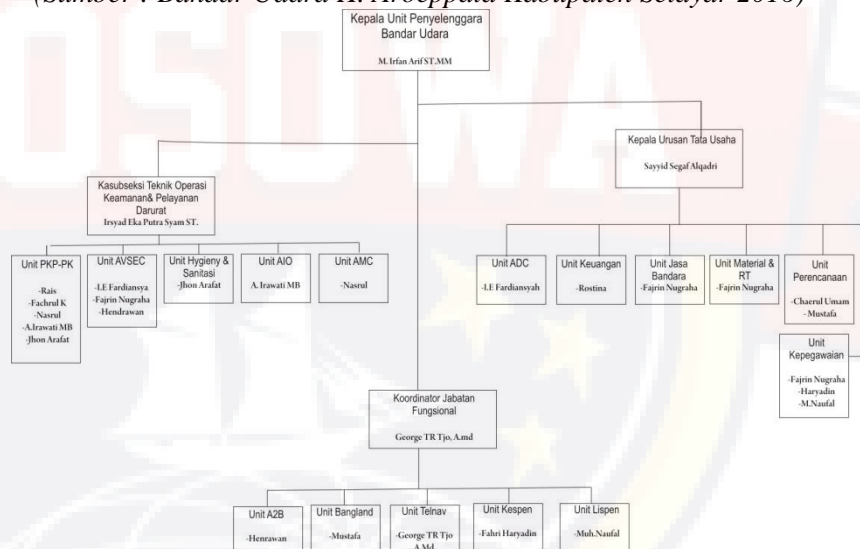 (Sumber : Bandar Udara H. Aroeppala Kabupaten Selayar 2018)
Kepala Unit Penyelenggara
Bandar Udara
M. Irfan Arif ST.MM
Kepala Urusan Tata Usaha
Sayyid Segaf Alqadri
Kasubseksi Teknik Operasi
Keamanan& Pelayanan
Darurat
Irsyad Eka Putra Syam ST.
Unit PKP-PK
-Rais
-Fachrul K
-Nasrul
-A.Irawati MB
-Jhon Arafat
Unit AVSEC
-I.E Fardiansya
-Fajrin Nugraha
-Hendrawan
Unit Hygieny &
Sanitasi
-Jhon Arafat
Unit AIO
A. Irawati MB
Unit AMC
-Nasrul
Unit ADC
-I.E Fardiansyah
Unit Keuangan
-Rostina
Unit Jasa
Bandara
-Fajrin Nugraha
Unit Material &
RT
-Fajrin Nugraha
Unit
Perencanaan
-Chaerul Umam
- Mustafa
Unit
Kepegawaian
-Fajrin Nugraha
-Haryadin
-M.Naufal
Koordinator Jabatan
Fungsional
George TR Tjo, A.md
Unit A2B
-Henrawan
Unit Bangland
-Mustafa
Unit Telnav
-George TR Tjo
A.Md
Unit Kespen
-Fahri Haryadin
Unit Lispen
-Muh.Naufal
OSOWA